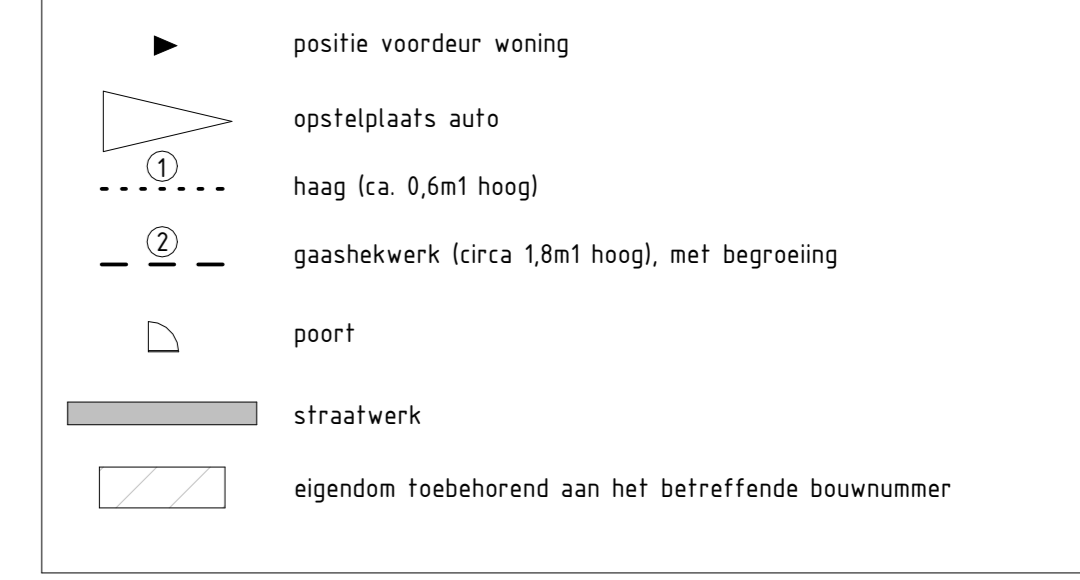 positie voordeur woning
opstelplaats auto
1
haag (ca. 0,6m1 hoog)
2
gaashekwerk (circa 1,8m1 hoog), met begroeiing
poort
straatwerk
eigendom toebehorend aan het betreffende bouwnummer